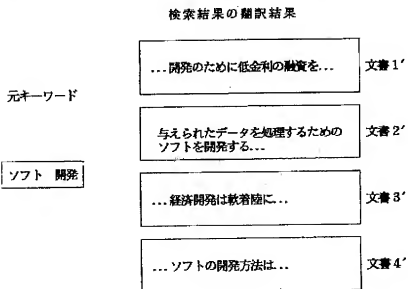 検索結果の翻訳結果
元キーワード
ソフト 開発
...開発のために低金利の融資を...
文書1′
与えられたデータを処理するための
ソフトを開発する...
文書2′
...経済開発は軟着陸に...
文書3′
...ソフトの開発方法は...
文書4′